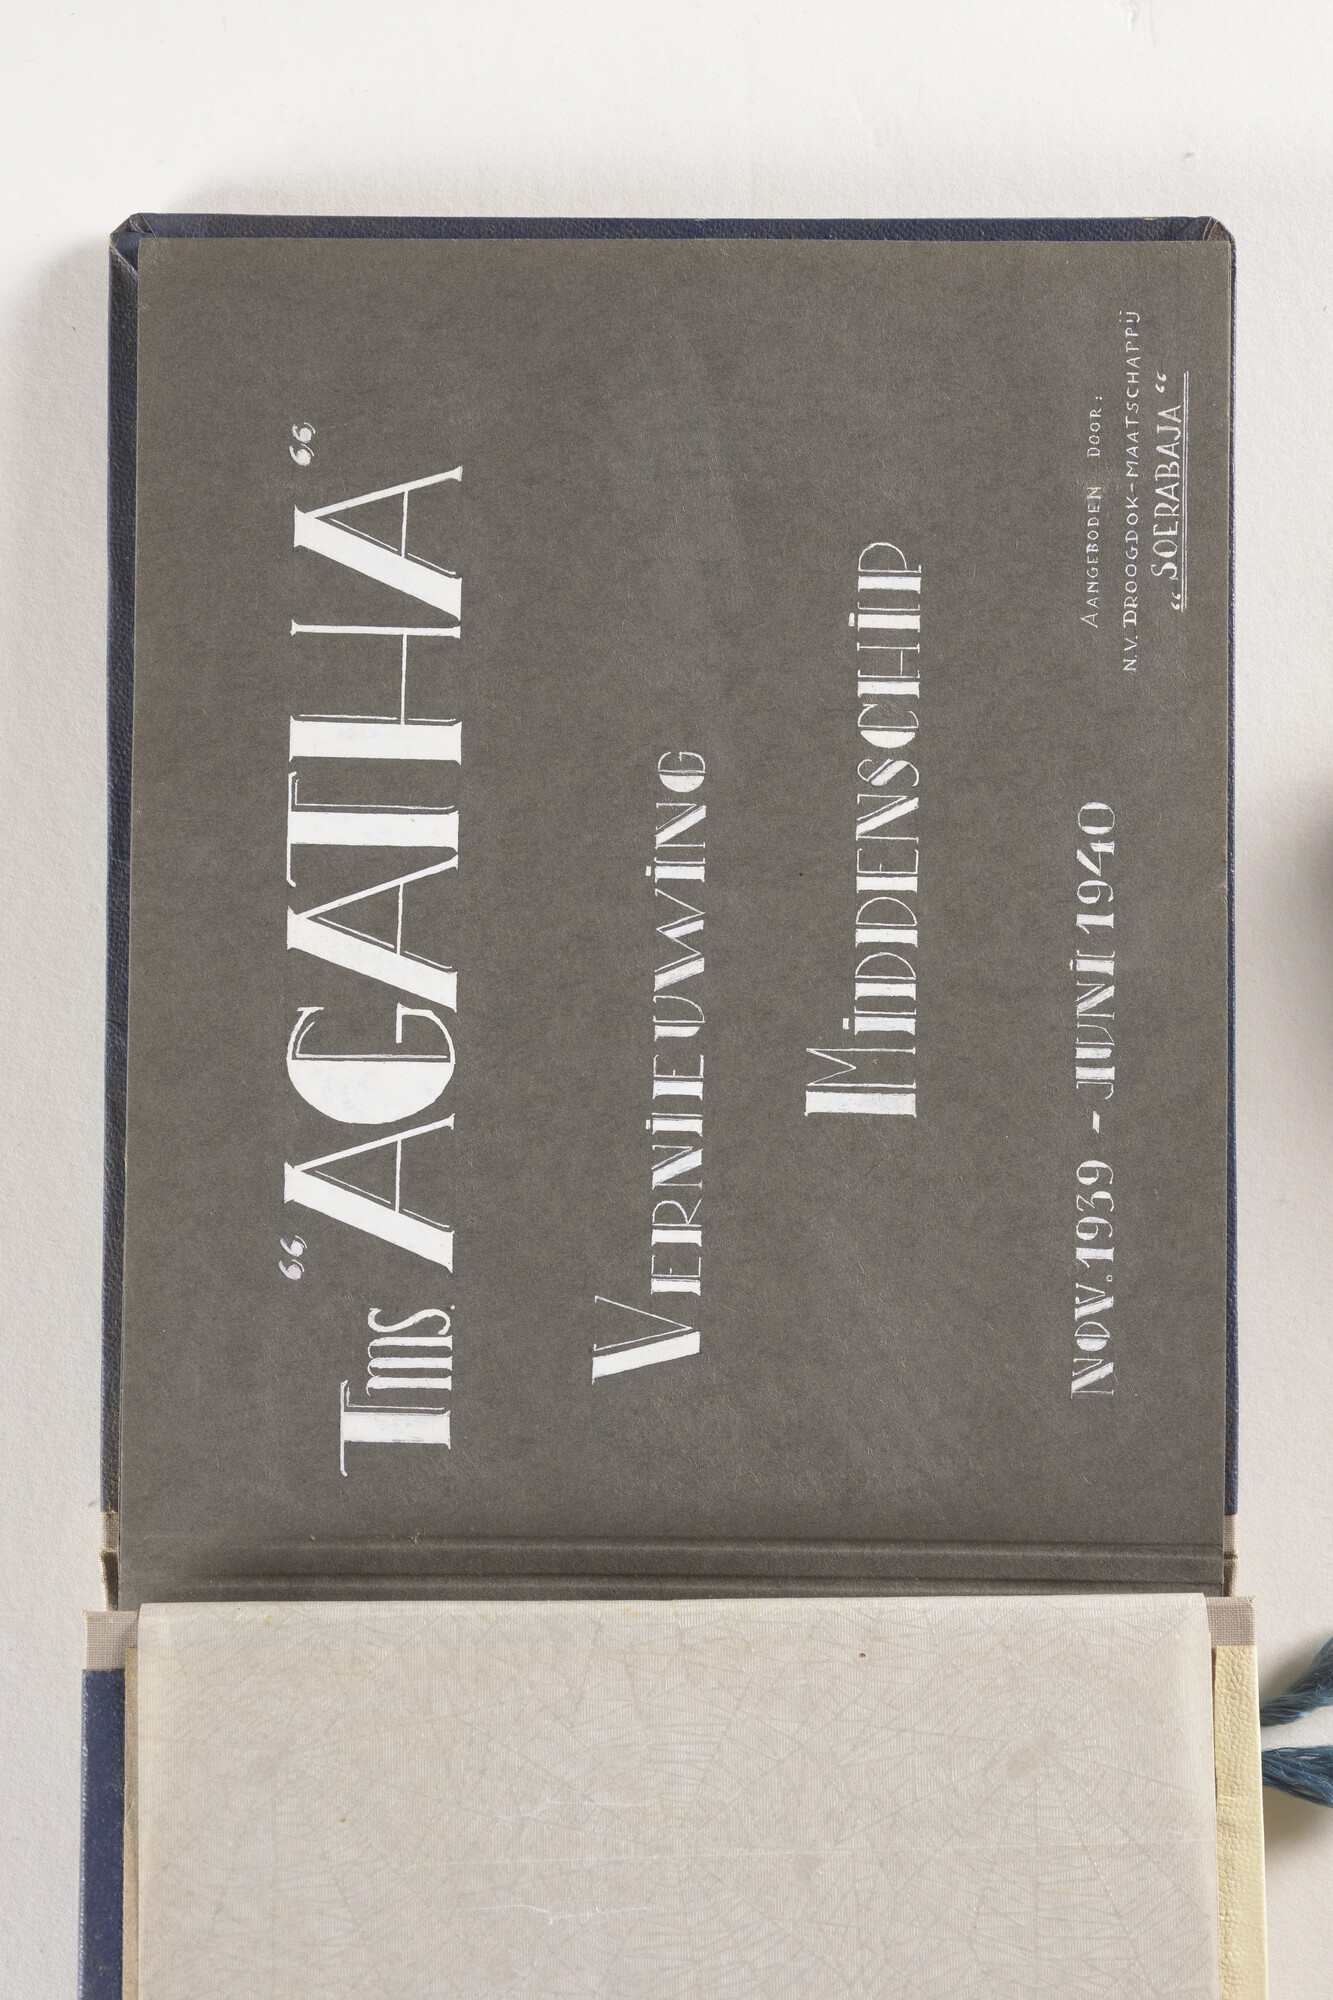 Tms. “AGATHA“
VERNIEUWING
MIDDENSCHIP
NOV. 1939 - JUNI 1940
AANGEBODEN DOOR:
N.V. DROOGDOK-MAATSCHAPPIJ
“SOERABAJA“